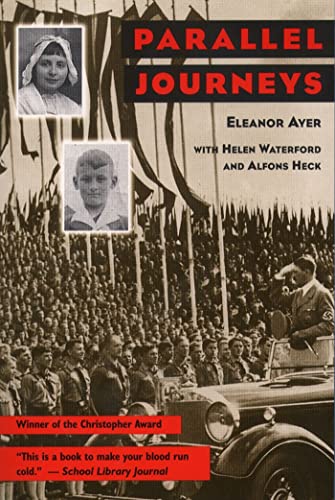 PARALLEL
JOURNEYS
ELEANOR AYER
WITH HELEN WATERFORD
AND ALFONS HECK
Winner of the Christopher Award
"This is a book to make your blood run
cold." — School Library Journal